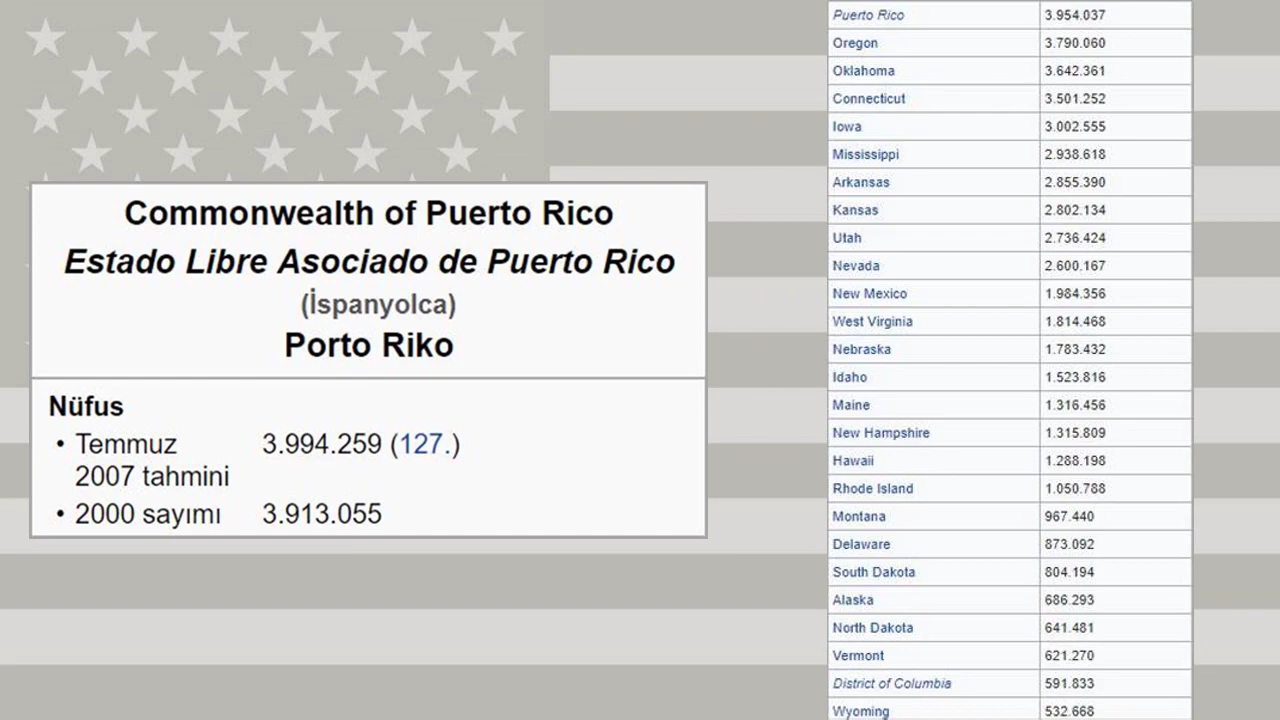 Commonwealth of Puerto Rico
Estado Libre Asociado de Puerto Rico
(İspanyolca)
Porto Riko
Nüfus
• Temmuz 3.994.259 (127.)
2007 tahmini
• 2000 sayımı 3.913.055
Puerto Rico 3.954.037
Oregon 3.790.060
Oklahoma 3.642.361
Connecticut 3.501.252
Iowa 3.002.555
Mississippi 2.938.618
Arkansas 2.855.390
Kansas 2.802.134
Utah 2.736.424
Nevada 2.600.167
New Mexico 1.984.356
West Virginia 1.814.468
Nebraska 1.783.432
Idaho 1.523.816
Maine 1.316.456
New Hampshire 1.315.809
Hawaii 1.288.198
Rhode Island 1.050.788
Montana 967.440
Delaware 873.092
South Dakota 804.194
Alaska 686.293
North Dakota 641.481
Vermont 621.270
District of Columbia 591.833
Wyoming 532.668